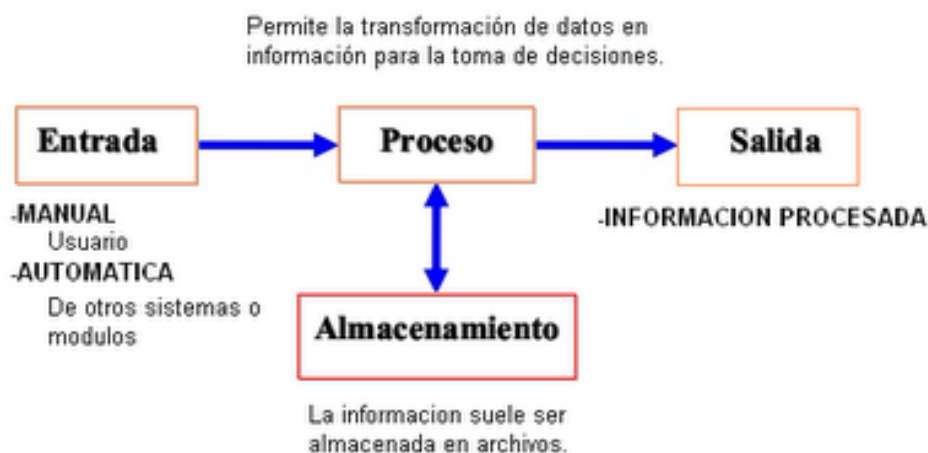 Permite la transformación de datos en
información para la toma de decisiones.
Entrada
Proceso
Salida
-MANUAL
Usuario
-AUTOMATICA
De otros sistemas o
modulos
-INFORMACION PROCESADA
Almacenamiento
La informacion suele ser
almacenada en archivos.